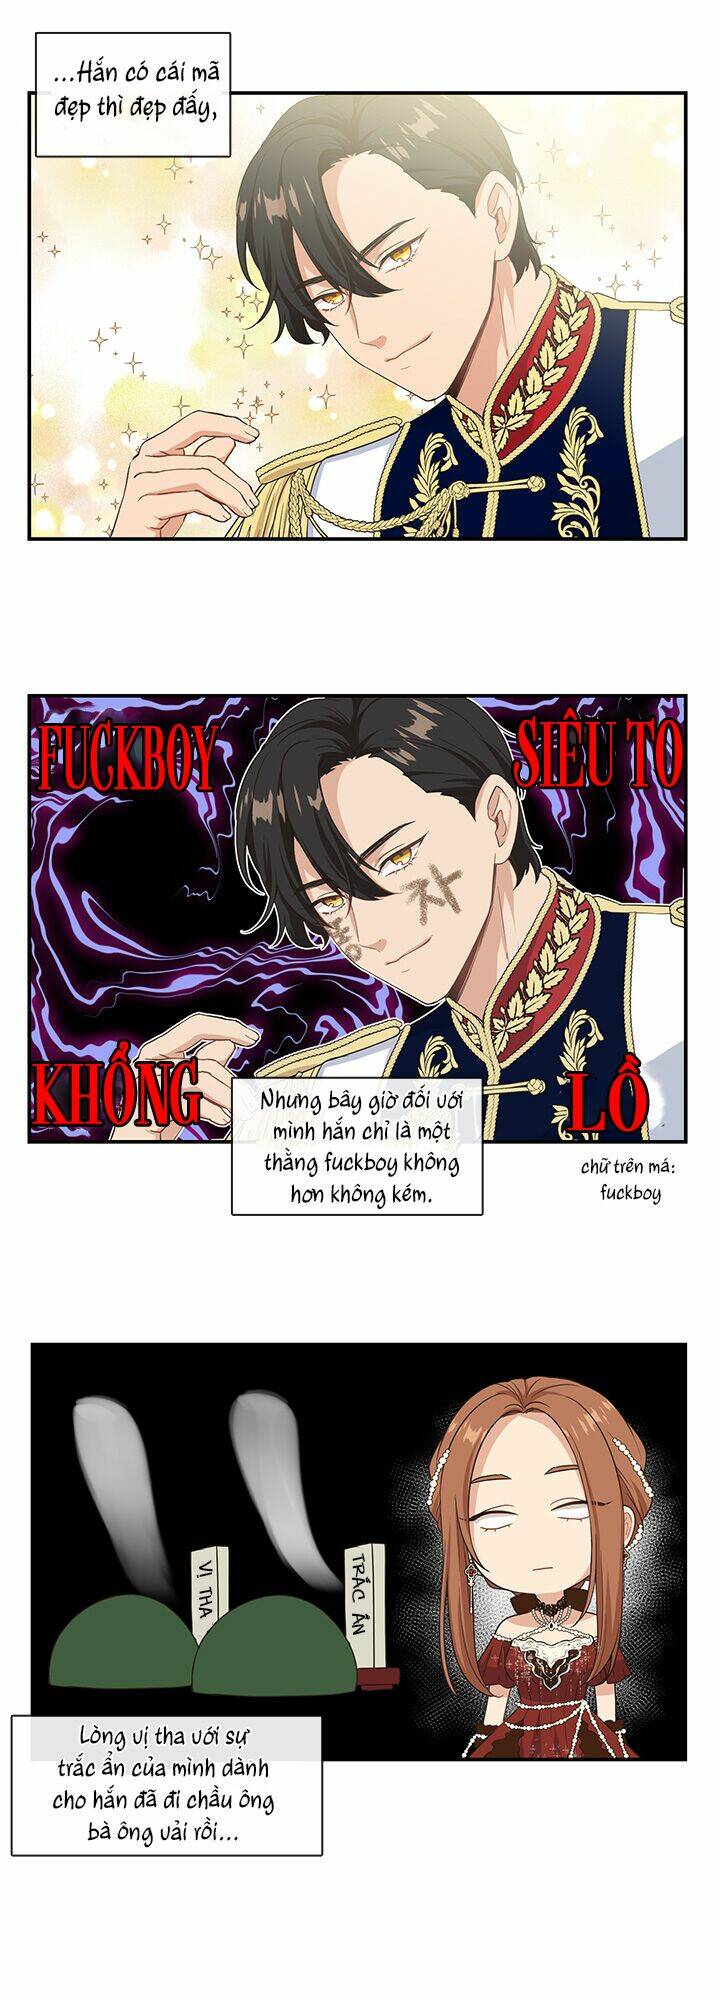 ...Hắn có cái mã
đẹp thì đẹp đấy,
FUCKBOY
SIÊU TO
자
KHỔNG
LỒ
Nhưng bây giờ đối với
mình hắn chỉ là một
thằng fuckboy không
hơn không kém.
chữ trên má:
fuckboy
VỊ THA
TRẮC ẨN
Lòng vị tha với sự
trắc ẩn của mình dành
cho hắn đã đi chầu ông
bà ông vải rồi...